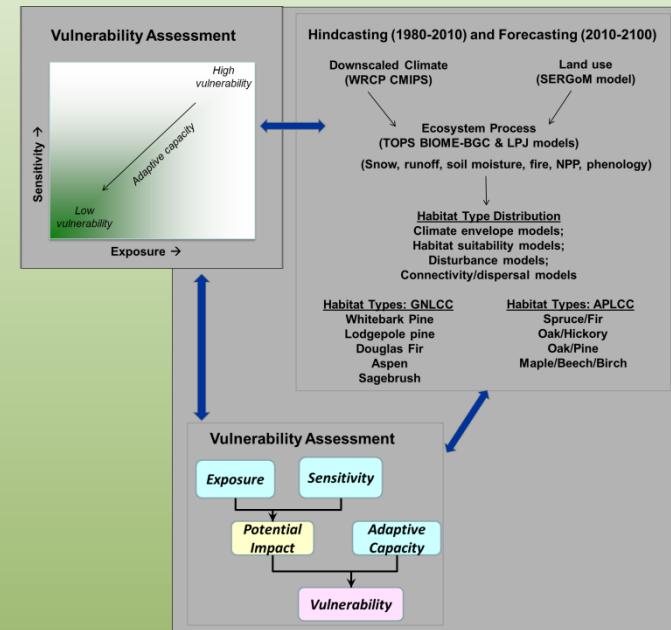 Vulnerability Assessment
High
vulnerability
Adaptive capacity
Low
vulnerability
Sensitivity →
Exposure →
Hindcasting (1980-2010) and Forecasting (2010-2100)
Downscaled Climate
(WRCP CMIPS)
Land use
(SERGoM model)
Ecosystem Process
(TOPS BIOME-BGC & LPJ models)
(Snow, runoff, soil moisture, fire, NPP, phenology)
Habitat Type Distribution
Climate envelope models;
Habitat suitability models;
Disturbance models;
Connectivity/dispersal models
Habitat Types: GNLCC
Whitebark Pine
Lodgepole pine
Douglas Fir
Aspen
Sagebrush
Habitat Types: APLCC
Spruce/Fir
Oak/Hickory
Oak/Pine
Maple/Beech/Birch
Vulnerability Assessment
Exposure
Sensitivity
Potential
Impact
Adaptive
Capacity
Vulnerability